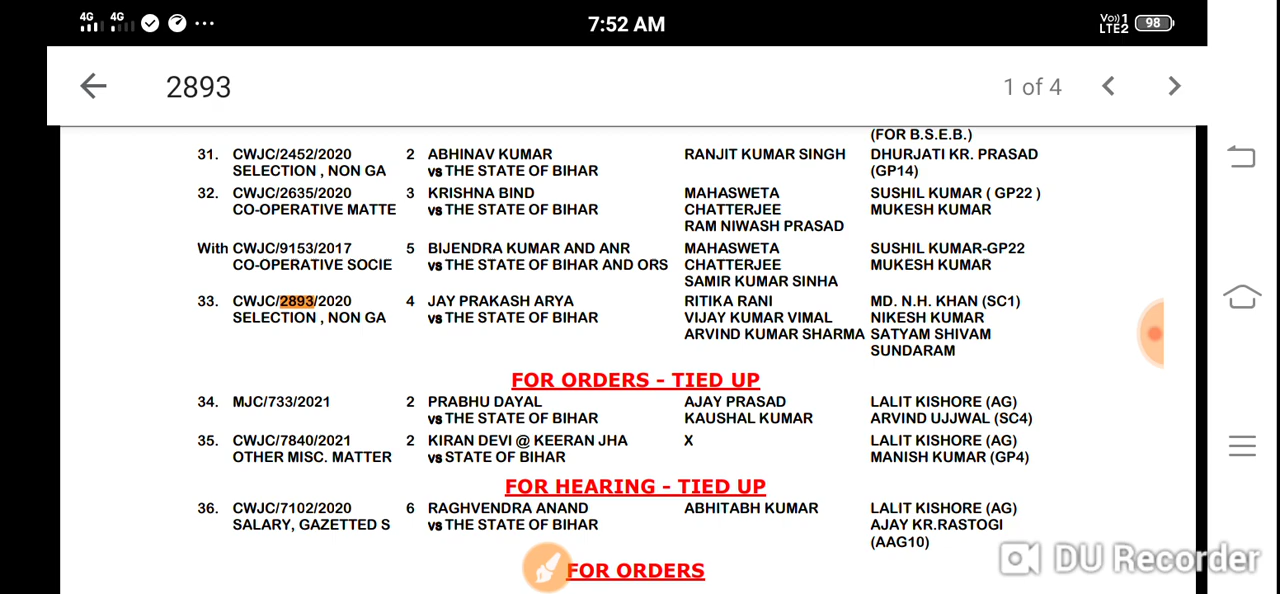 4G 4G 7:52 AM Vo))1 LTE2 98
2893 1 of 4
(FOR B.S.E.B.)
31. CWJC/2452/2020 2 ABHINAV KUMAR RANJIT KUMAR SINGH DHURJATI KR. PRASAD
SELECTION , NON GA vs THE STATE OF BIHAR (GP14)
32. CWJC/2635/2020 3 KRISHNA BIND MAHASWETA SUSHIL KUMAR ( GP22 )
CO-OPERATIVE MATTE vs THE STATE OF BIHAR CHATTERJEE MUKESH KUMAR
RAM NIWASH PRASAD
With CWJC/9153/2017 5 BIJENDRA KUMAR AND ANR MAHASWETA SUSHIL KUMAR-GP22
CO-OPERATIVE SOCIE vs THE STATE OF BIHAR AND ORS CHATTERJEE MUKESH KUMAR
SAMIR KUMAR SINHA
33. CWJC/2893/2020 4 JAY PRAKASH ARYA RITIKA RANI MD. N.H. KHAN (SC1)
SELECTION , NON GA vs THE STATE OF BIHAR VIJAY KUMAR VIMAL NIKESH KUMAR
ARVIND KUMAR SHARMA SATYAM SHIVAM
SUNDARAM
FOR ORDERS - TIED UP
34. MJC/733/2021 2 PRABHU DAYAL AJAY PRASAD LALIT KISHORE (AG)
vs THE STATE OF BIHAR KAUSHAL KUMAR ARVIND UJJWAL (SC4)
35. CWJC/7840/2021 2 KIRAN DEVI @ KEERAN JHA X LALIT KISHORE (AG)
OTHER MISC. MATTER vs STATE OF BIHAR MANISH KUMAR (GP4)
FOR HEARING - TIED UP
36. CWJC/7102/2020 6 RAGHVENDRA ANAND ABHITABH KUMAR LALIT KISHORE (AG)
SALARY, GAZETTED S vs THE STATE OF BIHAR AJAY KR.RASTOGI
(AAG10)
FOR ORDERS
DU Recorder